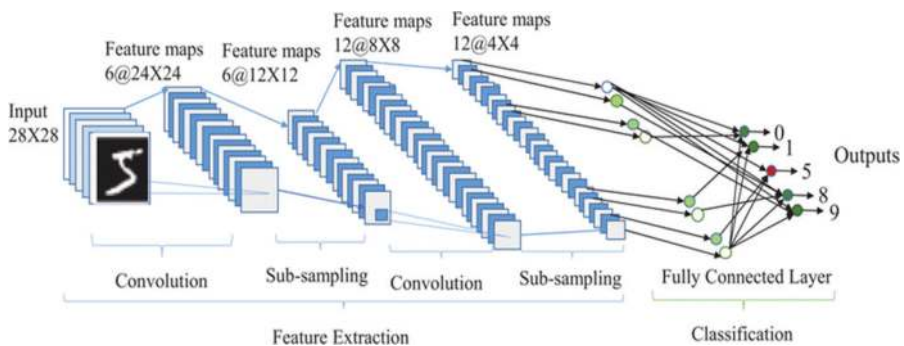 Input
28X28
Feature maps
6@24X24
Feature maps
6@12X12
Feature maps
12@8X8
Feature maps
12@4X4
0
1
5
8
9
Outputs
Convolution
Sub-sampling
Convolution
Sub-sampling
Fully Connected Layer
Feature Extraction
Classification